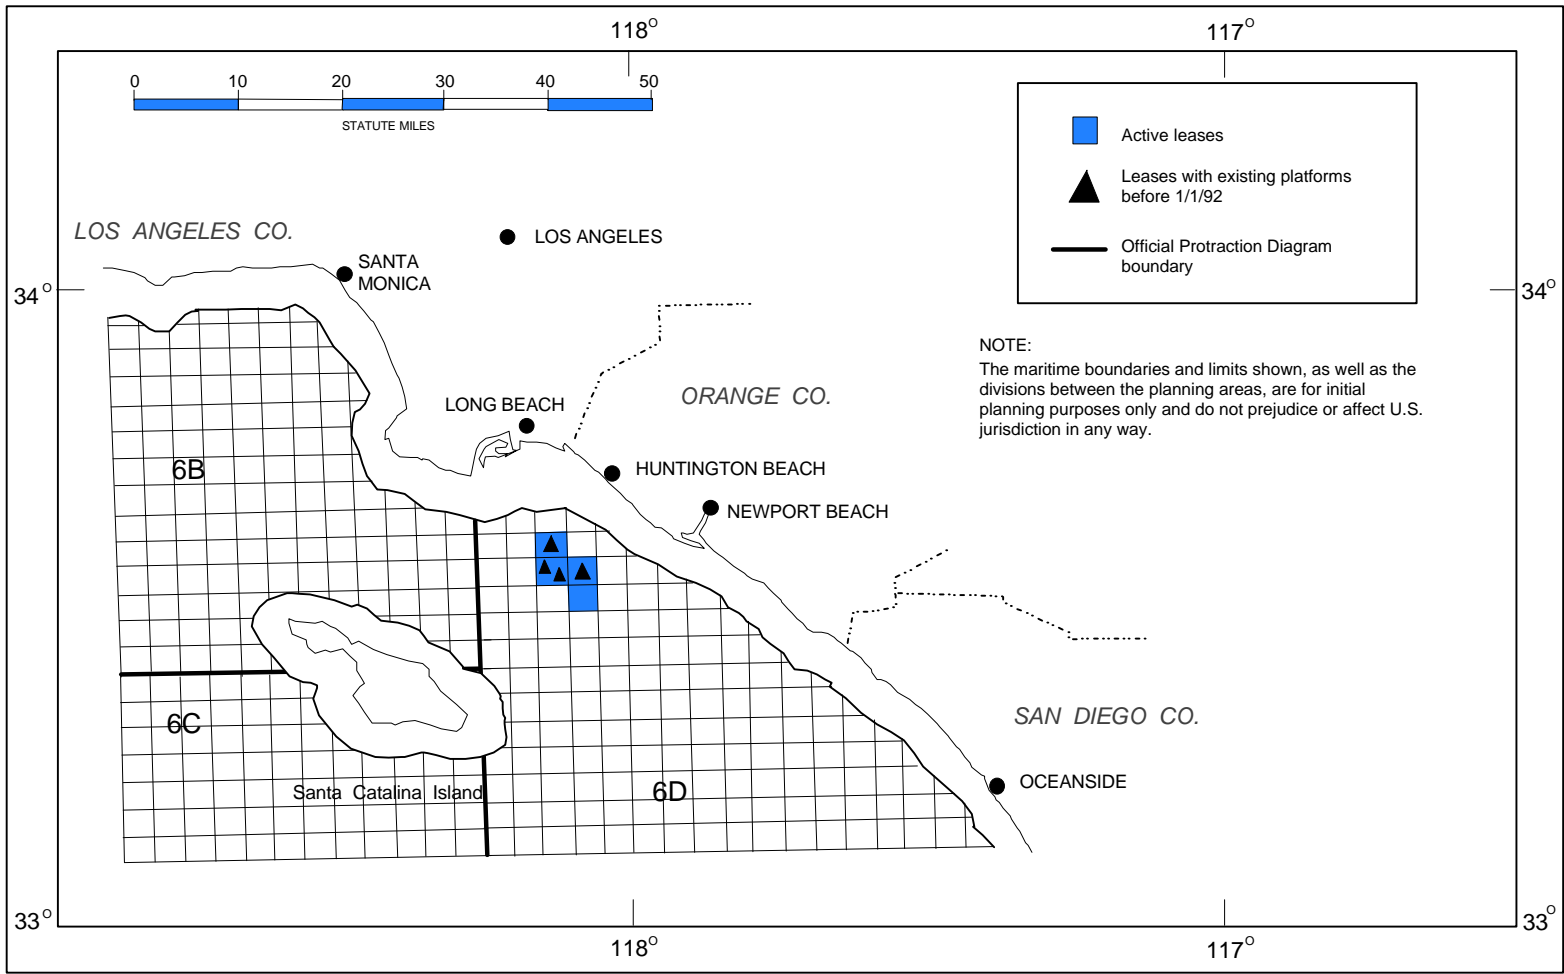 118°
117°
0 10 20 30 40 50
STATUTE MILES
Active leases
Leases with existing platforms
before 1/1/92
Official Protraction Diagram
boundary
LOS ANGELES CO.
LOS ANGELES
SANTA
MONICA
34°
34°
NOTE:
The maritime boundaries and limits shown, as well as the
divisions between the planning areas, are for initial
planning purposes only and do not prejudice or affect U.S.
jurisdiction in any way.
ORANGE CO.
LONG BEACH
6B
HUNTINGTON BEACH
NEWPORT BEACH
6C
SAN DIEGO CO.
Santa Catalina Island
6D
OCEANSIDE
33°
33°
118°
117°